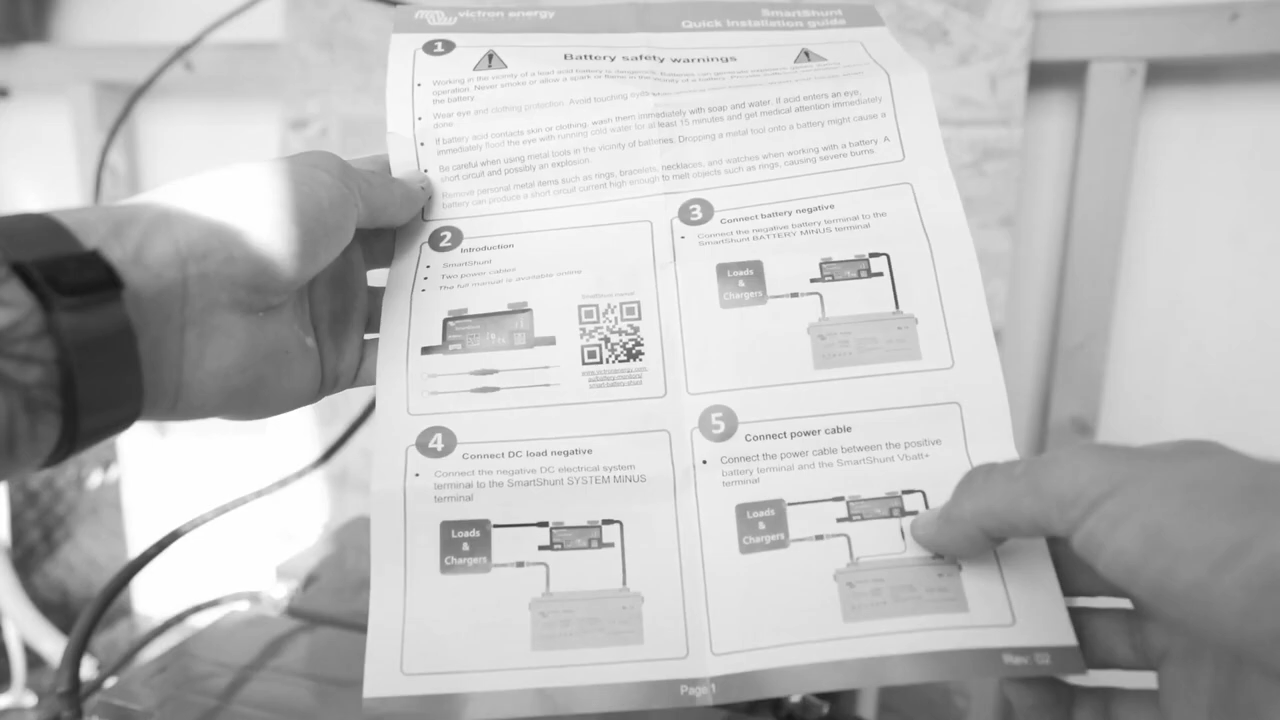 victron energy
SmartShunt
Quick installation guide
1
Battery safety warnings
Working in the vicinity of a lead acid battery is dangerous. Batteries can generate explosive gases during
operation. Never smoke or allow a spark or flame in the vicinity of a battery. Provide sufficient
the battery.
Wear eye and clothing protection. Avoid touching eyes
done.
If battery acid contacts skin or clothing, wash them immediately with soap and water. If acid enters an eye,
immediately flood the eye with running cold water for at least 15 minutes and get medical attention immediately
Be careful when using metal tools in the vicinity of batteries. Dropping a metal tool onto a battery might cause a
short circuit and possibly an explosion.
Remove personal metal items such as rings, bracelets, necklaces, and watches when working with a battery. A
battery can produce a short circuit current high enough to melt objects such as rings, causing severe burns.
2
Introduction
• SmartShunt
• Two power cables
• The full manual is available online
SmartShunt manual
3
Connect battery negative
• Connect the negative battery terminal to the
SmartShunt BATTERY MINUS terminal
Loads
&
Chargers
4
Connect DC load negative
• Connect the negative DC electrical system
terminal to the SmartShunt SYSTEM MINUS
terminal
Loads
&
Chargers
5
Connect power cable
• Connect the power cable between the positive
battery terminal and the SmartShunt Vbatt+
terminal
Loads
&
Chargers
Page 1
Rev: 02